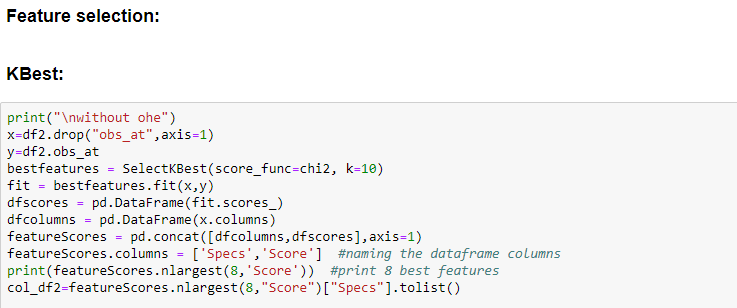 Feature selection:
KBest:
print("\nwithout ohe")
x=df2.drop("obs_at",axis=1)
y=df2.obs_at
bestfeatures = SelectKBest(score_func=chi2, k=10)
fit = bestfeatures.fit(x,y)
dfscores = pd.DataFrame(fit.scores_)
dfcolumns = pd.DataFrame(x.columns)
featureScores = pd.concat([dfcolumns,dfscores],axis=1)
featureScores.columns = ['Specs','Score']  #naming the dataframe columns
print(featureScores.nlargest(8,'Score'))  #print 8 best features
col_df2=featureScores.nlargest(8,"Score")["Specs"].tolist()